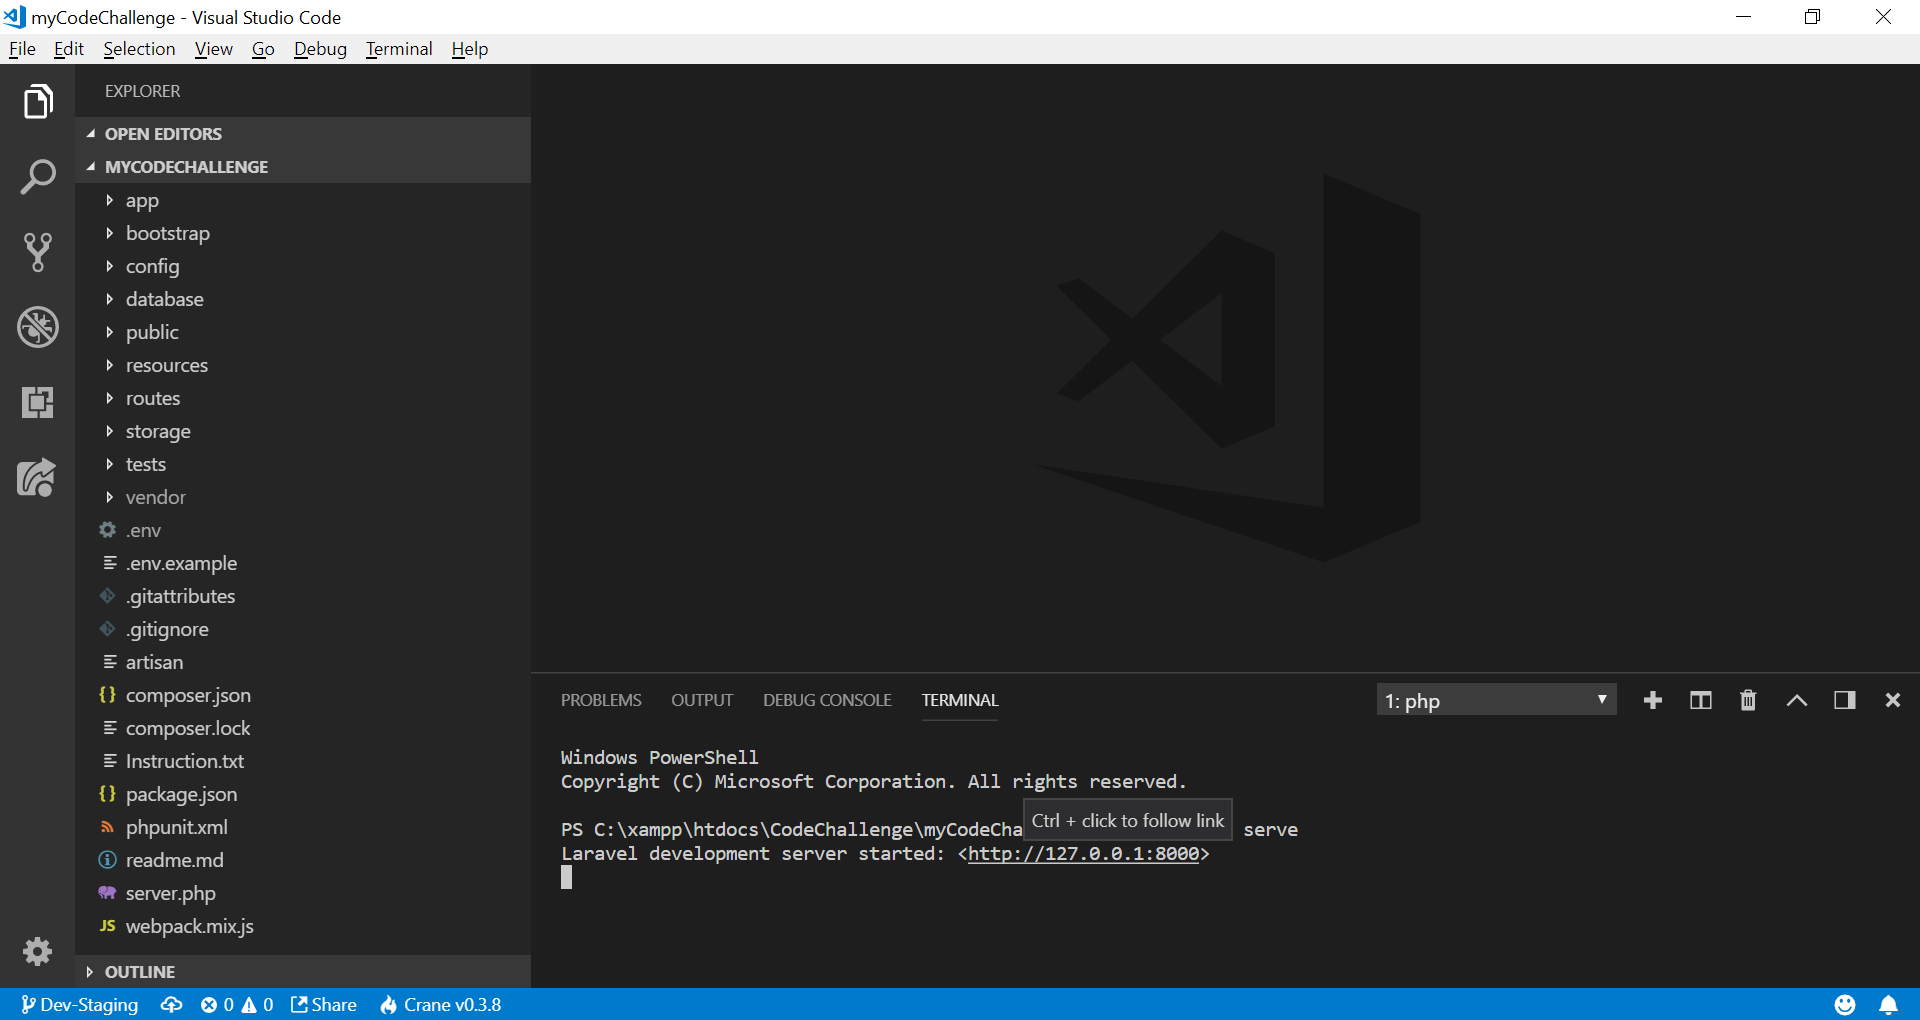 myCodeChallenge - Visual Studio Code
File Edit Selection View Go Debug Terminal Help
EXPLORER
OPEN EDITORS
MYCODECHALLENGE
app
bootstrap
config
database
public
resources
routes
storage
tests
vendor
.env
.env.example
.gitattributes
.gitignore
artisan
{} composer.json
composer.lock
Instruction.txt
{} package.json
phpunit.xml
readme.md
server.php
JS webpack.mix.js
OUTLINE
PROBLEMS OUTPUT DEBUG CONSOLE TERMINAL
1: php
Windows PowerShell
Copyright (C) Microsoft Corporation. All rights reserved.
Ctrl + click to follow link
PS C:\xampp\htdocs\CodeChallenge\myCodeCha serve
Laravel development server started: <http://127.0.0.1:8000>
Dev-Staging 0 0 Share Crane v0.3.8